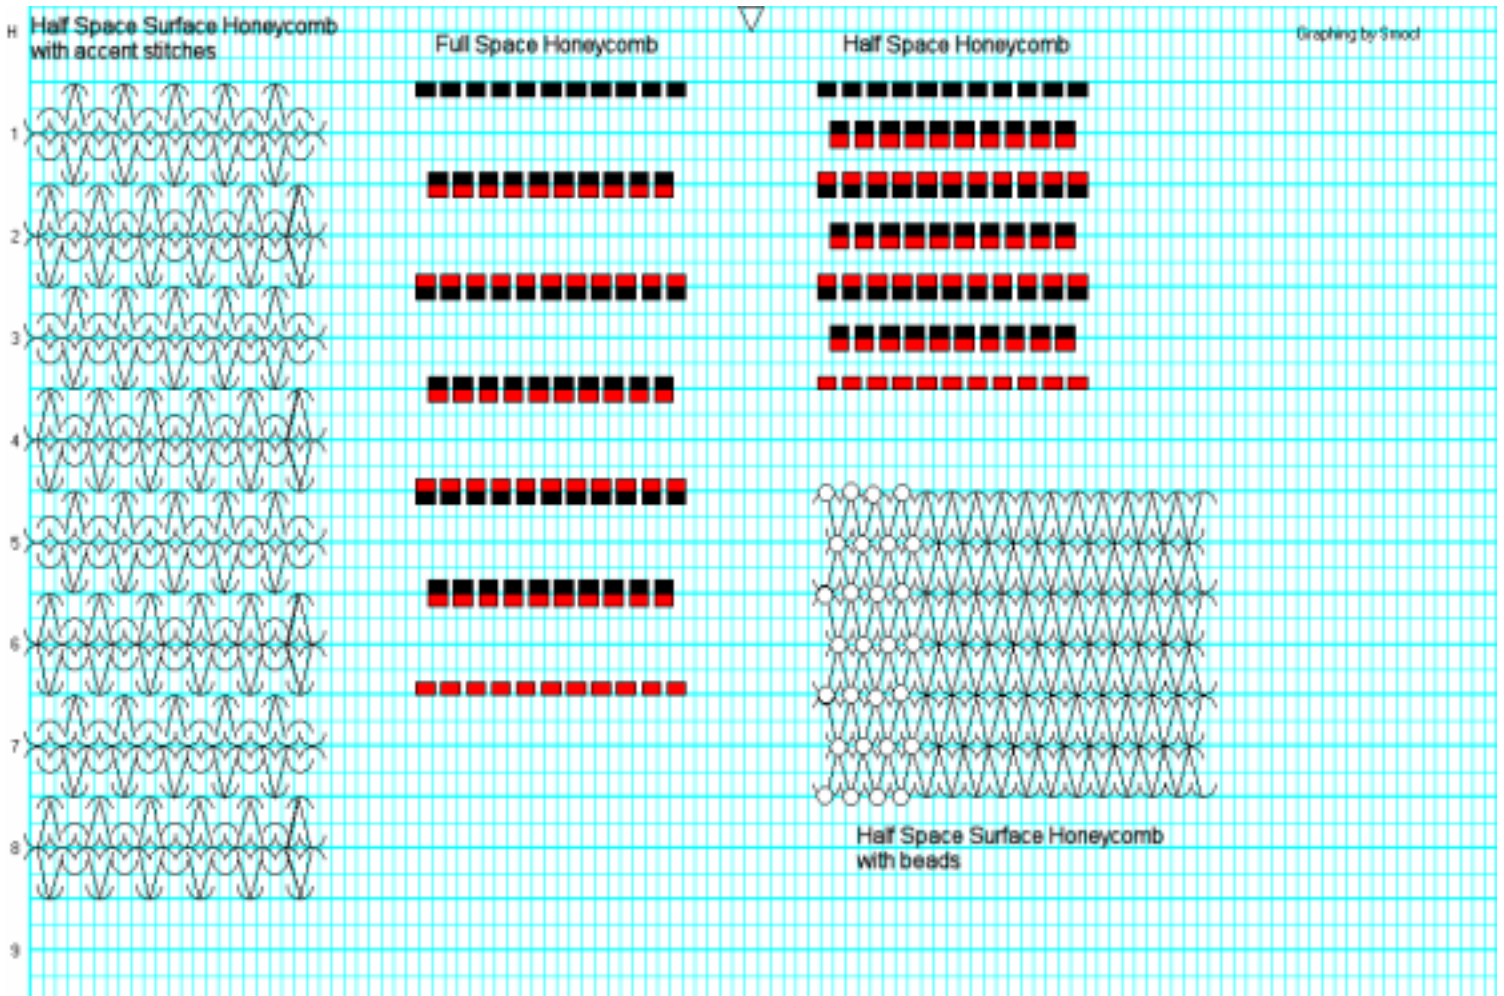 H
Half Space Surface Honeycomb
with accent stitches
Full Space Honeycomb
Half Space Honeycomb
Graphing by Smocf
1
2
3
4
5
6
7
8
9
Half Space Surface Honeycomb
with beads